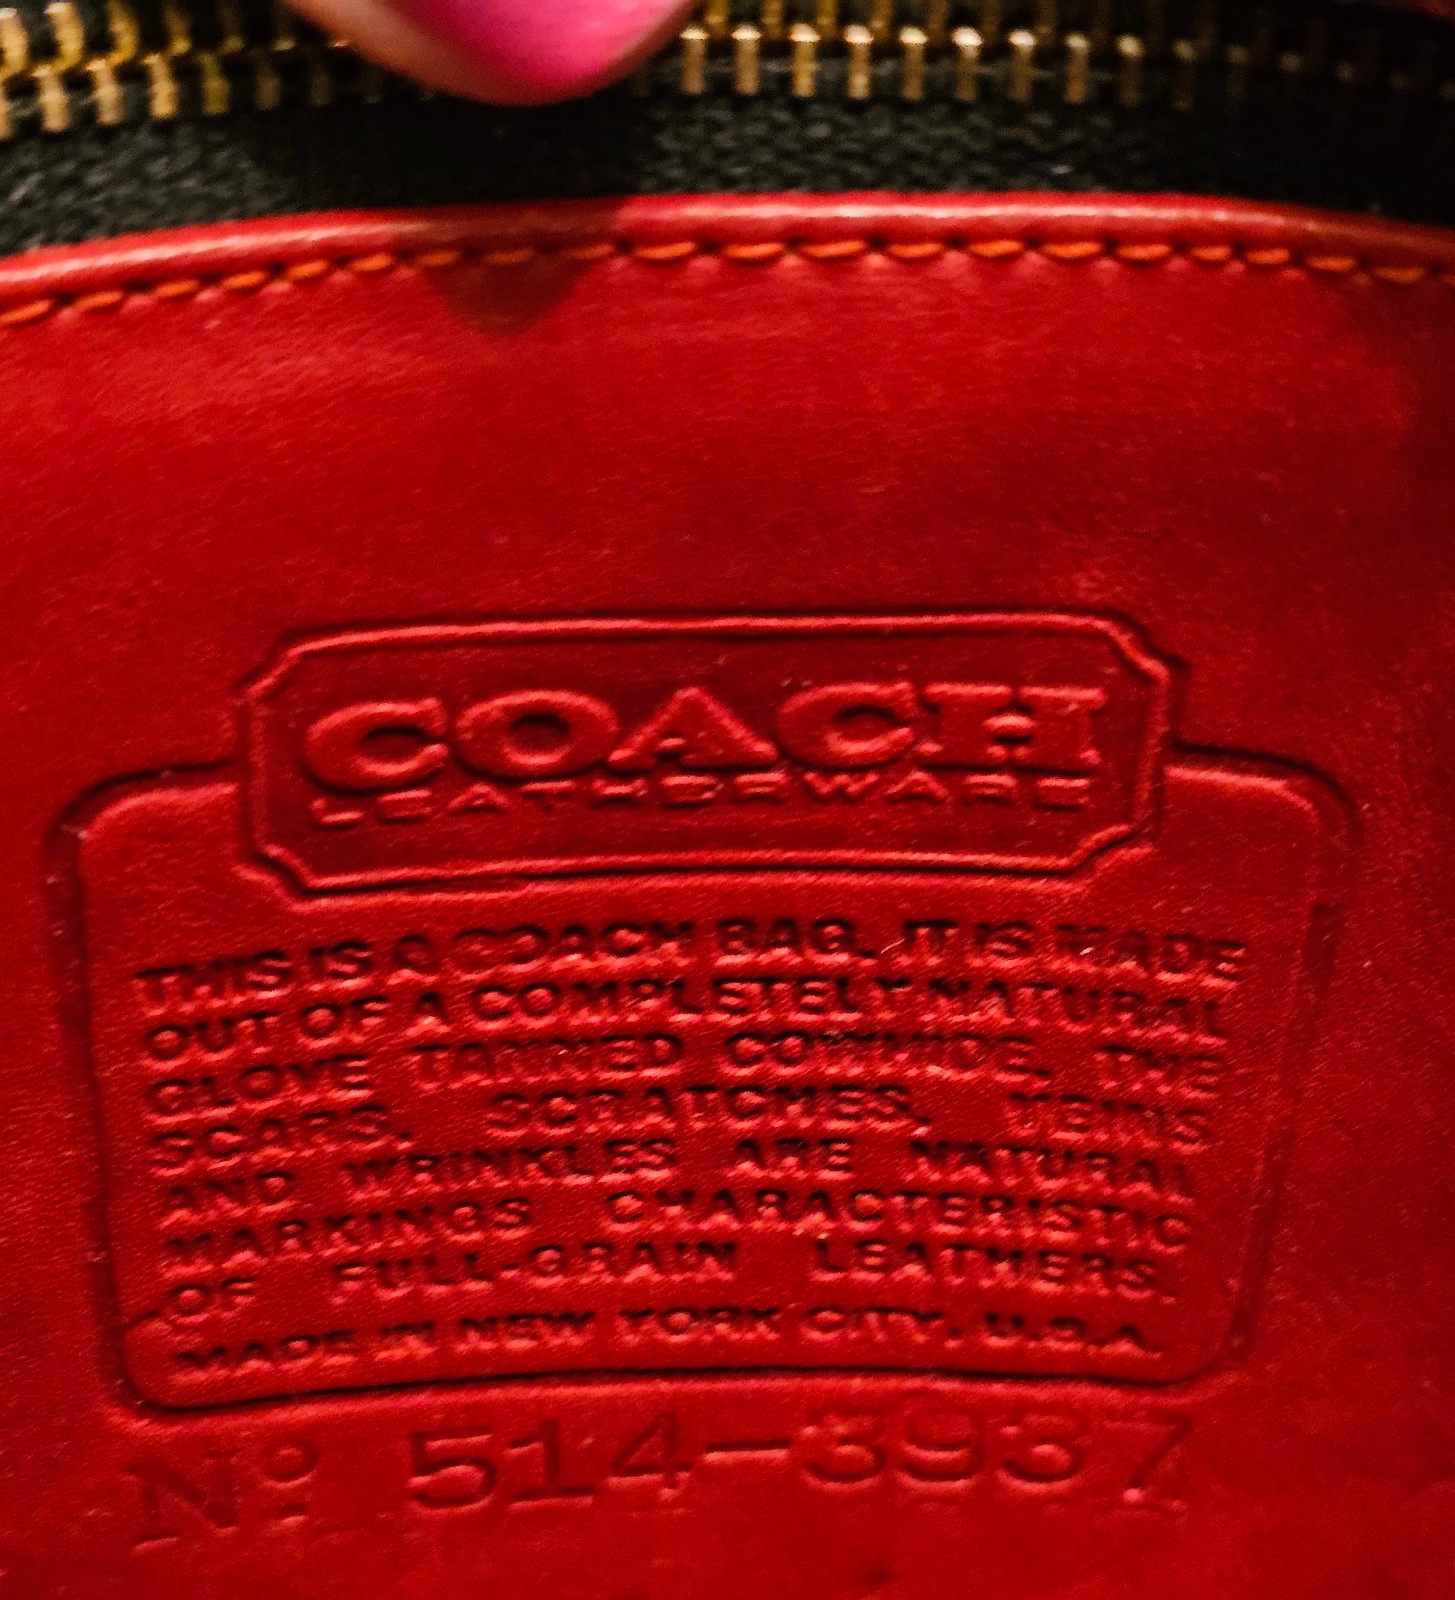 COACH
LEATHERWARE
THIS IS A COACH BAG. IT IS MADE
OUT OF A COMPLETELY NATURAL
GLOVE TANNED COWHIDE. THE
SCARS, SCRATCHES, VEINS
AND WRINKLES ARE NATURAL
MARKINGS CHARACTERISTIC
OF FULL-GRAIN LEATHERS.
MADE IN NEW YORK CITY, U.S.A.
Nº 514-3937